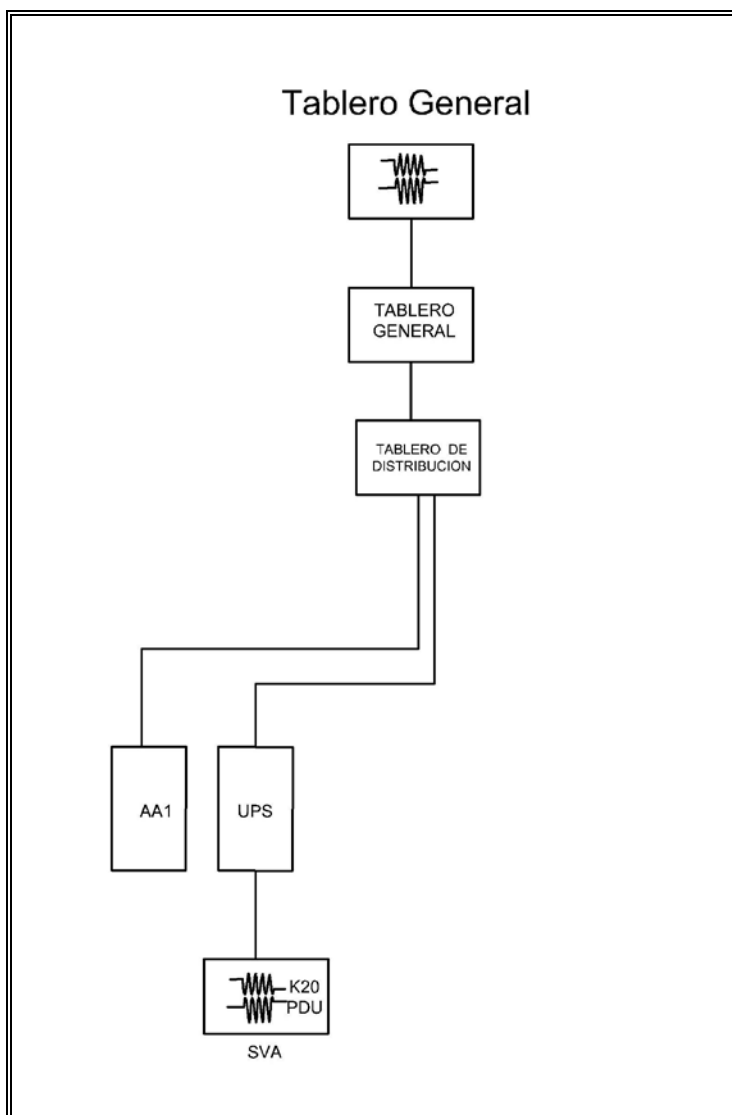 Tablero General
TABLERO
GENERAL
TABLERO DE
DISTRIBUCION
AA1
UPS
K20
PDU
SVA